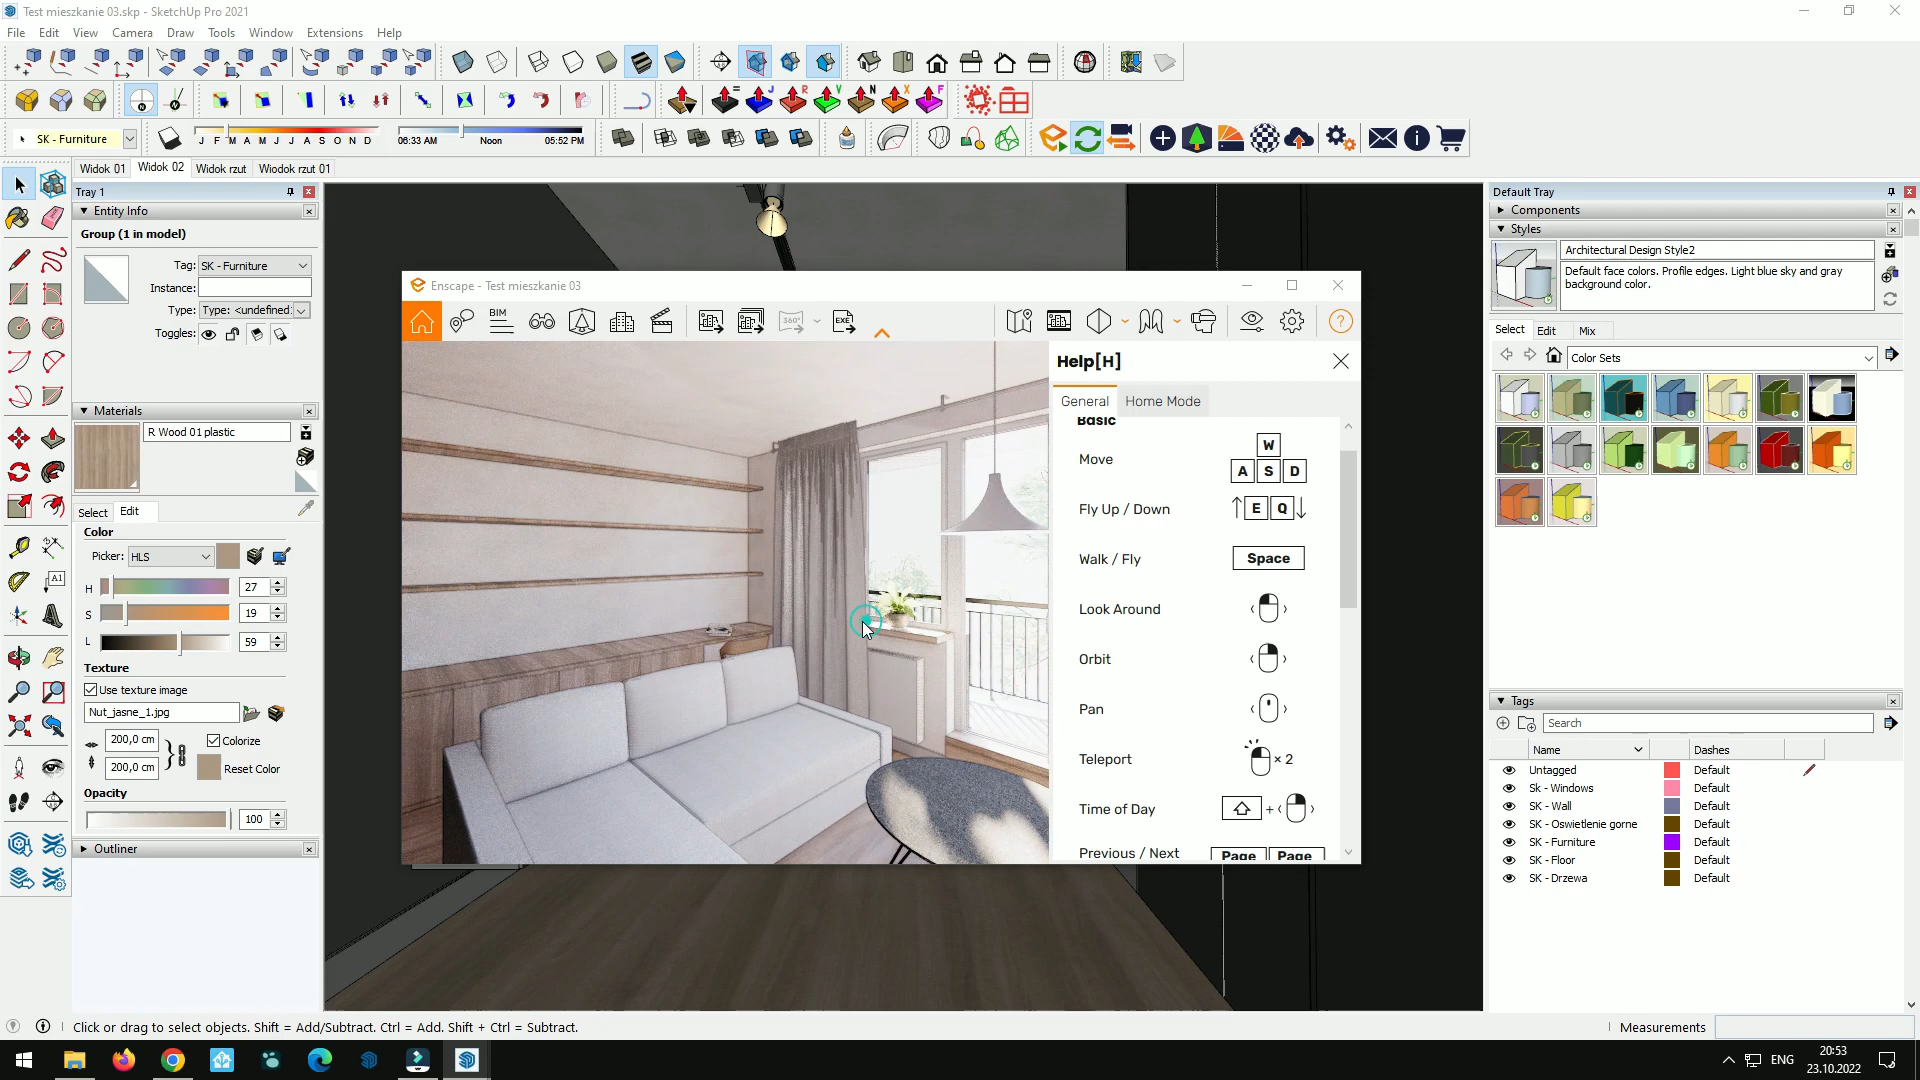 Test mieszkanie 03.skp - SketchUp Pro 2021
File Edit View Camera Draw Tools Window Extensions Help
= J R V N X F
SK - Furniture
J F M A M J J A S O N D
06:33 AM Noon 05:52 PM
Widok 01 Widok 02 Widok rzut Wiodok rzut 01
Tray 1
Entity Info
Group (1 in model)
Tag: SK - Furniture
Instance:
Type: Type: <undefined:
Toggles:
Materials
R Wood 01 plastic
Select Edit
Color
Picker: HLS
H 27
S 19
L 59
Texture
Use texture image
Nut_jasne_1.jpg
200,0 cm Colorize
200,0 cm Reset Color
Opacity
100
Outliner
A1
Enscape - Test mieszkanie 03
BIM
360°
EXE
?
Help[H]
General Home Mode
Basic
Move W A S D
Fly Up / Down E Q
Walk / Fly Space
Look Around
Orbit
Pan
Teleport × 2
Time of Day +
Previous / Next Page Page
Default Tray
Components
Styles
Architectural Design Style2
Default face colors. Profile edges. Light blue sky and gray
background color.
Select Edit Mix
Color Sets
Tags
Search
Name Dashes
Untagged Default
Sk - Windows Default
SK - Wall Default
SK - Oswietlenie gorne Default
SK - Furniture Default
SK - Floor Default
SK - Drzewa Default
Click or drag to select objects. Shift = Add/Subtract. Ctrl = Add. Shift + Ctrl = Subtract.
Measurements
ENG
20:53
23.10.2022